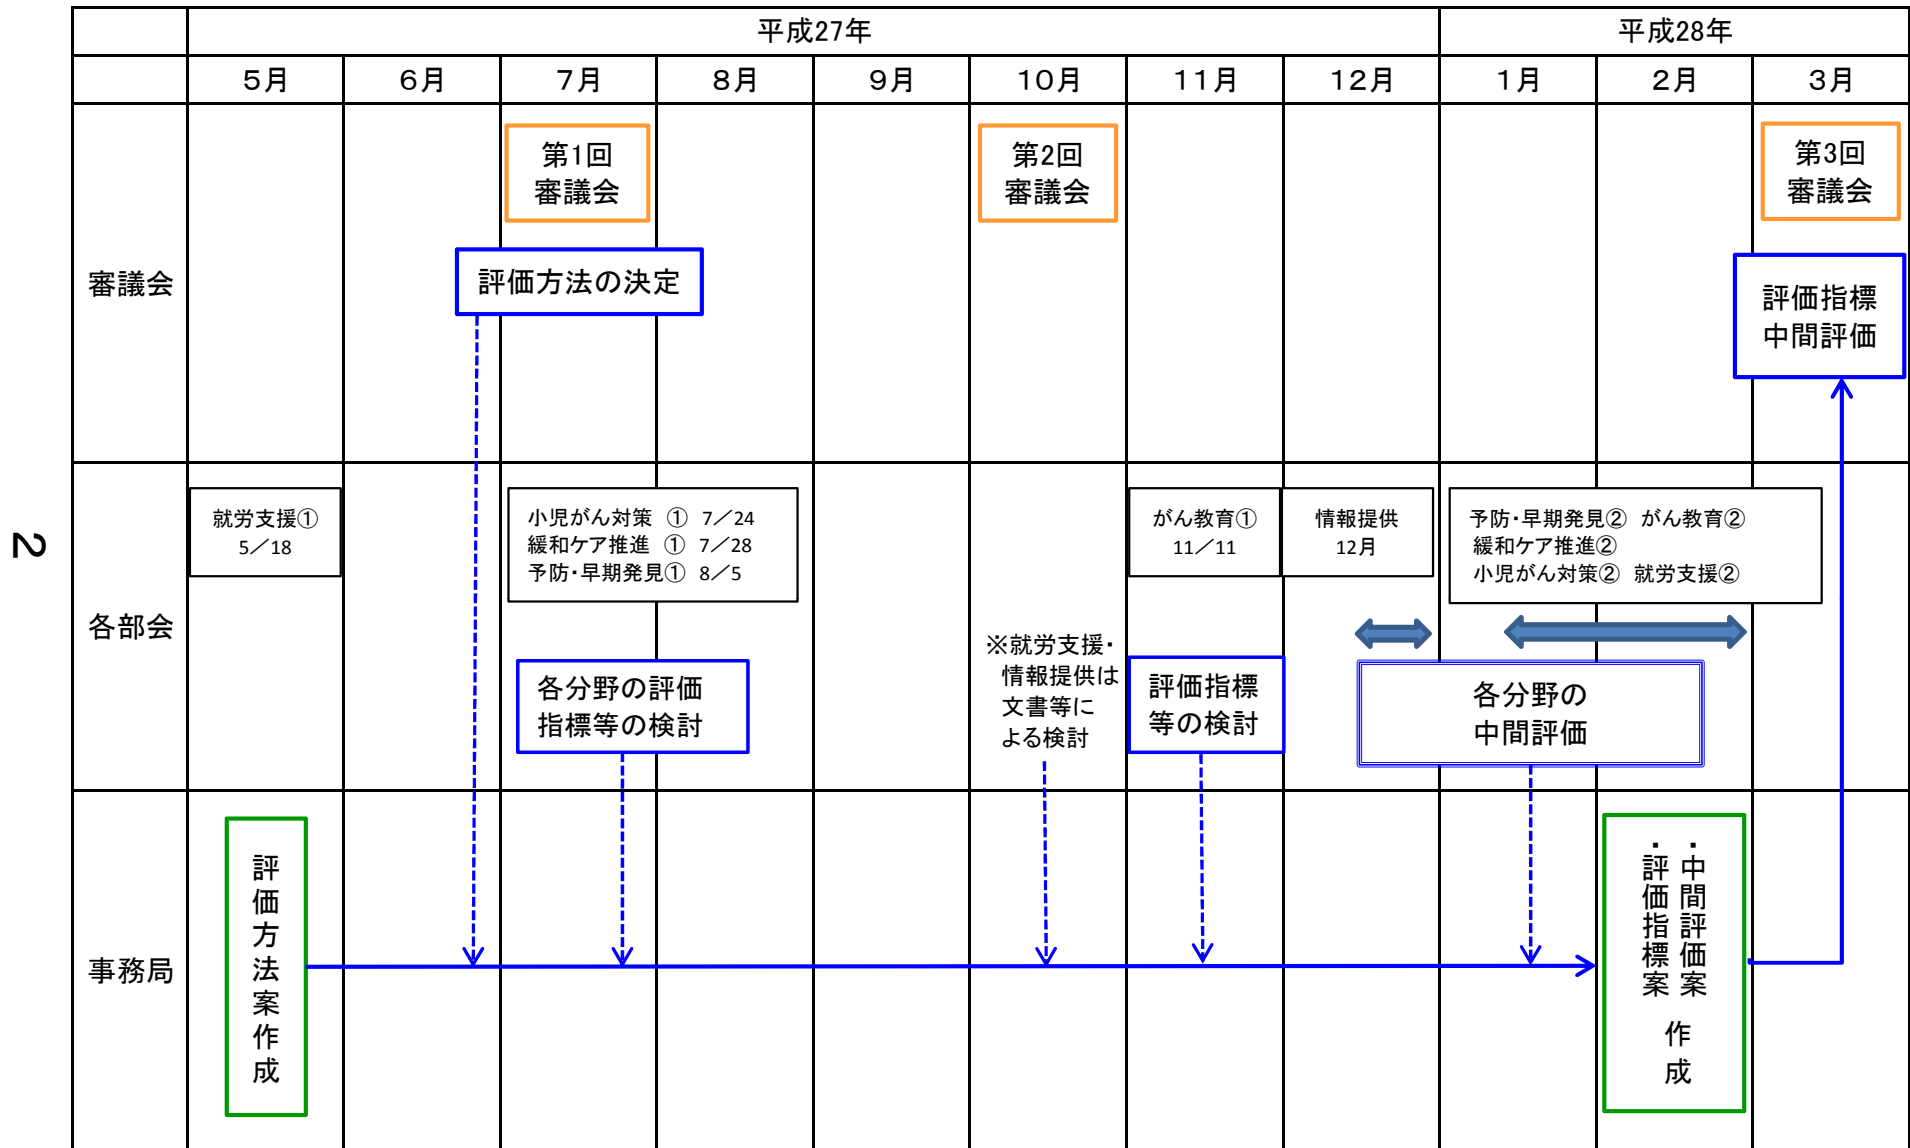 平成27年
平成28年
5月
6月
7月
8月
9月
10月
11月
12月
1月
2月
3月
審議会
第1回
審議会
第2回
審議会
第3回
審議会
評価方法の決定
評価指標
中間評価
各部会
就労支援①
5/18
小児がん対策 ① 7/24
緩和ケア推進 ① 7/28
予防・早期発見① 8/5
がん教育①
11/11
情報提供
12月
予防・早期発見② がん教育②
緩和ケア推進②
小児がん対策② 就労支援②
各分野の評価
指標等の検討
※就労支援・
情報提供は
文書等に
よる検討
評価指標
等の検討
各分野の
中間評価
事務局
評価方法案作成
・中間評価案
・評価指標案
作成
2